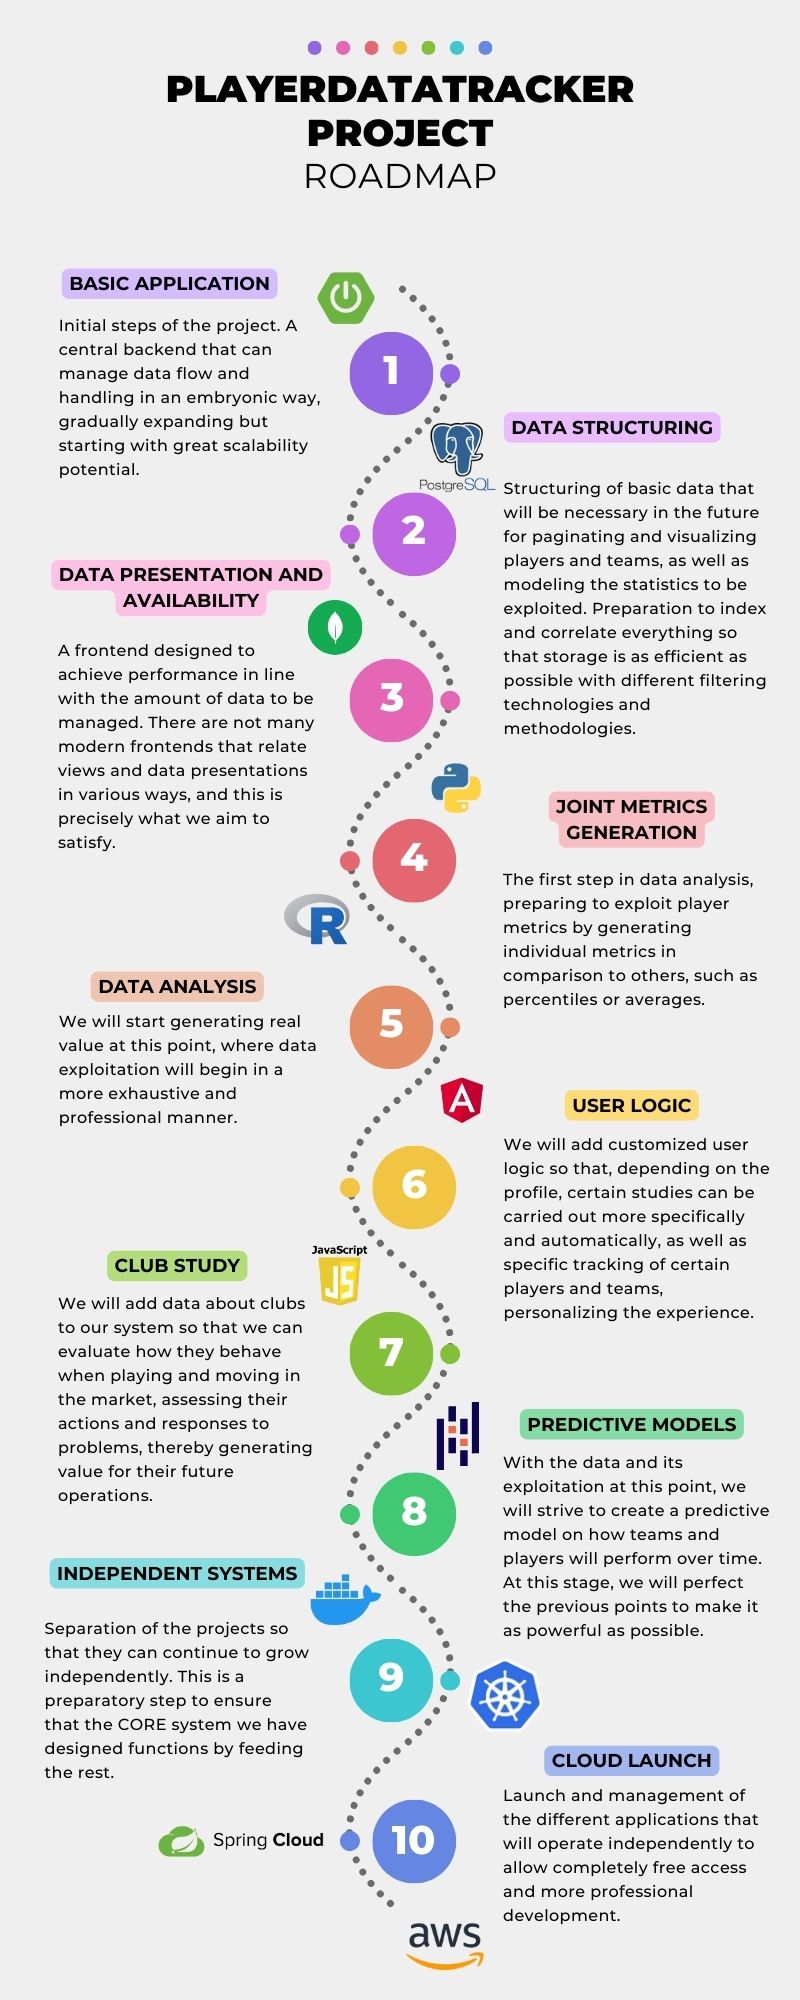 PLAYERDATATRACKER
PROJECT
ROADMAP
BASIC APPLICATION
Initial steps of the project. A
central backend that can
manage data flow and
handling in an embryonic way,
gradually expanding but
starting with great scalability
potential.
1
DATA STRUCTURING
PostgreSQL
Structuring of basic data that
will be necessary in the future
for paginating and visualizing
players and teams, as well as
modeling the statistics to be
exploited. Preparation to index
and correlate everything so
that storage is as efficient as
possible with different filtering
technologies and
methodologies.
2
DATA PRESENTATION AND
AVAILABILITY
A frontend designed to
achieve performance in line
with the amount of data to be
managed. There are not many
modern frontends that relate
views and data presentations
in various ways, and this is
precisely what we aim to
satisfy.
3
JOINT METRICS
GENERATION
The first step in data analysis,
preparing to exploit player
metrics by generating
individual metrics in
comparison to others, such as
percentiles or averages.
4
R
DATA ANALYSIS
We will start generating real
value at this point, where data
exploitation will begin in a
more exhaustive and
professional manner.
5
A
USER LOGIC
We will add customized user
logic so that, depending on the
profile, certain studies can be
carried out more specifically
and automatically, as well as
specific tracking of certain
players and teams,
personalizing the experience.
6
JavaScript
JS
CLUB STUDY
We will add data about clubs
to our system so that we can
evaluate how they behave
when playing and moving in
the market, assessing their
actions and responses to
problems, thereby generating
value for their future
operations.
7
PREDICTIVE MODELS
With the data and its
exploitation at this point, we
will strive to create a predictive
model on how teams and
players will perform over time.
At this stage, we will perfect
the previous points to make it
as powerful as possible.
8
INDEPENDENT SYSTEMS
Separation of the projects so
that they can continue to grow
independently. This is a
preparatory step to ensure
that the CORE system we have
designed functions by feeding
the rest.
9
CLOUD LAUNCH
Launch and management of
the different applications that
will operate independently to
allow completely free access
and more professional
development.
Spring Cloud
10
aws